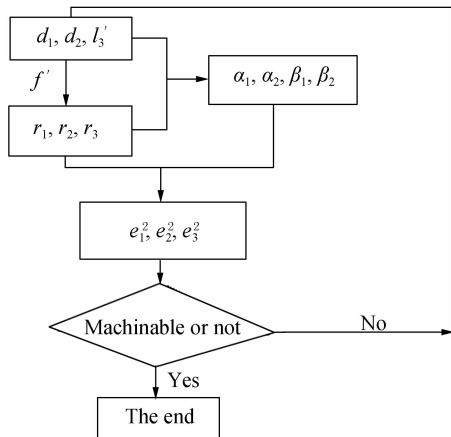 d₁, d₂, l₃′
f′
α₁, α₂, β₁, β₂
r₁, r₂, r₃
e₁², e₂², e₃²
Machinable or not
No
Yes
The end